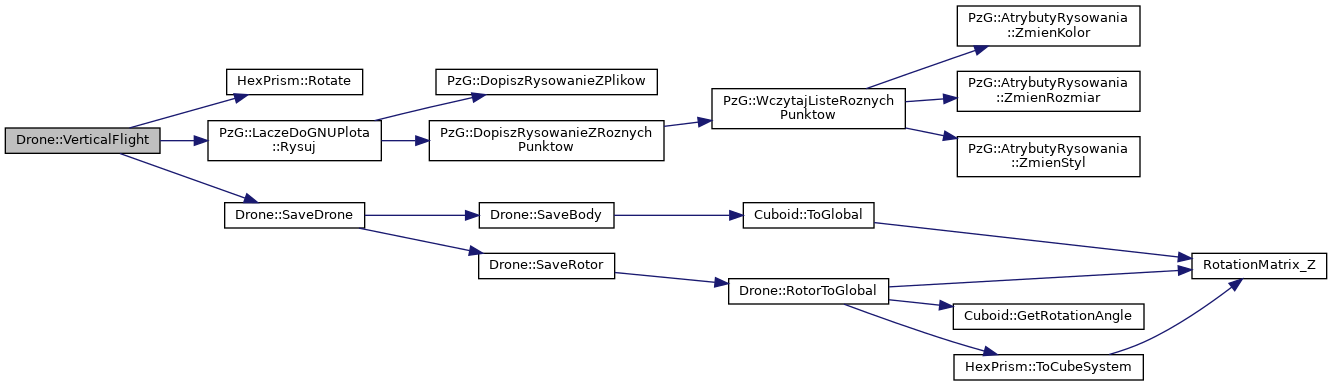 Drone::VerticalFlight
HexPrism::Rotate
PzG::LaczeDoGNUPlota
::Rysuj
PzG::DopiszRysowanieZPlikow
PzG::DopiszRysowanieZRoznych
Punktow
PzG::WczytajListeRoznych
Punktow
PzG::AtrybutyRysowania
::ZmienKolor
PzG::AtrybutyRysowania
::ZmienRozmiar
PzG::AtrybutyRysowania
::ZmienStyl
Drone::SaveDrone
Drone::SaveBody
Cuboid::ToGlobal
Drone::SaveRotor
Drone::RotorToGlobal
RotationMatrix_Z
Cuboid::GetRotationAngle
HexPrism::ToCubeSystem